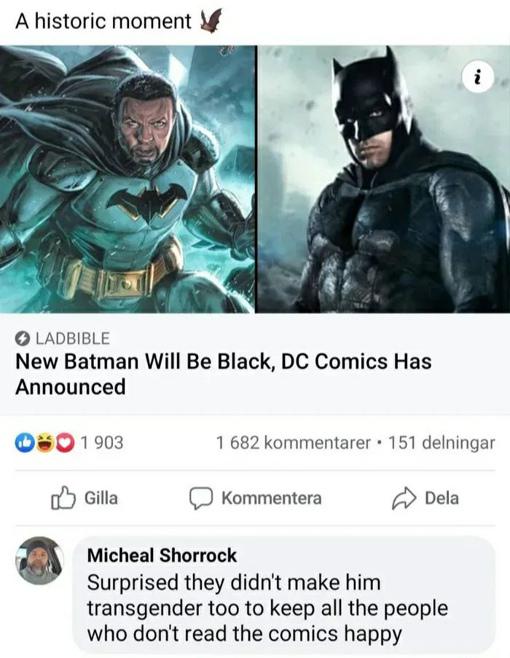 A historic moment
LADBIBLE
New Batman Will Be Black, DC Comics Has
Announced
1 903 1 682 kommentarer • 151 delningar
Gilla Kommentera Dela
Micheal Shorrock
Surprised they didn't make him
transgender too to keep all the people
who don't read the comics happy